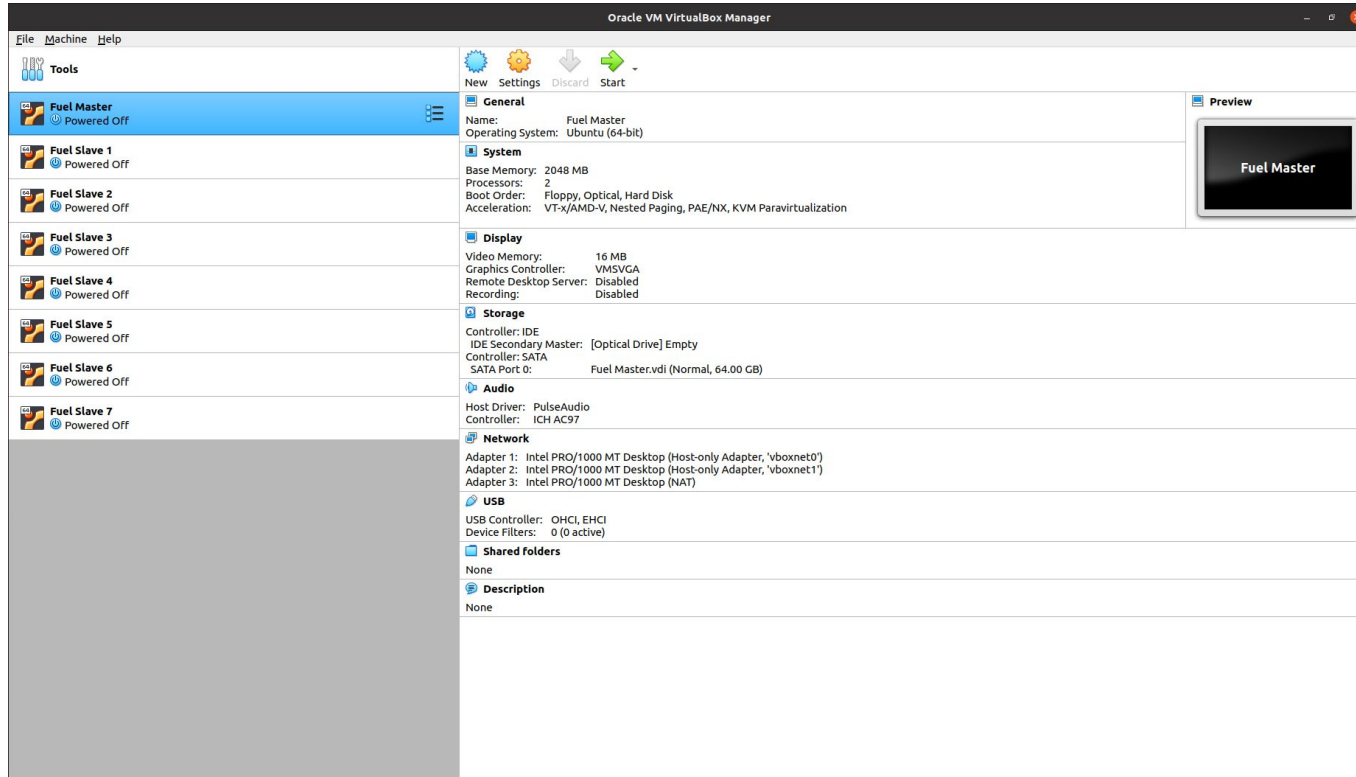 Oracle VM VirtualBox Manager
File Machine Help
Tools
New Settings Discard Start
Fuel Master
Powered Off
Fuel Slave 1
Powered Off
Fuel Slave 2
Powered Off
Fuel Slave 3
Powered Off
Fuel Slave 4
Powered Off
Fuel Slave 5
Powered Off
Fuel Slave 6
Powered Off
Fuel Slave 7
Powered Off
General
Name: Fuel Master
Operating System: Ubuntu (64-bit)
System
Base Memory: 2048 MB
Processors: 2
Boot Order: Floppy, Optical, Hard Disk
Acceleration: VT-x/AMD-V, Nested Paging, PAE/NX, KVM Paravirtualization
Display
Video Memory: 16 MB
Graphics Controller: VMSVGA
Remote Desktop Server: Disabled
Recording: Disabled
Storage
Controller: IDE
IDE Secondary Master: [Optical Drive] Empty
Controller: SATA
SATA Port 0: Fuel Master.vdi (Normal, 64.00 GB)
Audio
Host Driver: PulseAudio
Controller: ICH AC97
Network
Adapter 1: Intel PRO/1000 MT Desktop (Host-only Adapter, 'vboxnet0')
Adapter 2: Intel PRO/1000 MT Desktop (Host-only Adapter, 'vboxnet1')
Adapter 3: Intel PRO/1000 MT Desktop (NAT)
USB
USB Controller: OHCI, EHCI
Device Filters: 0 (0 active)
Shared folders
None
Description
None
Preview
Fuel Master